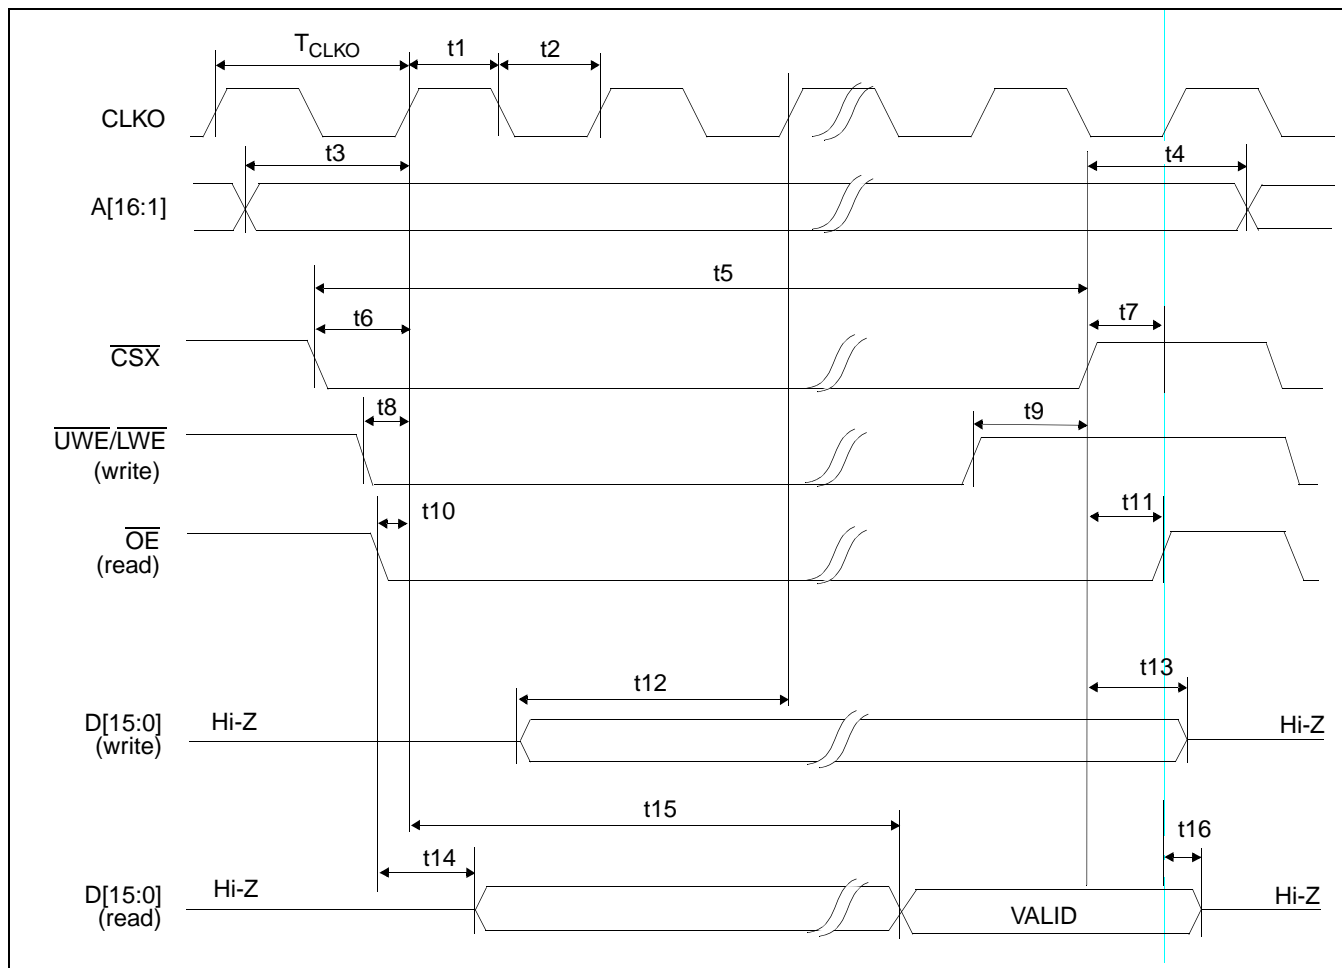 T_CLKO
t1
t2
CLKO
t3
t4
A[16:1]
t5
t6
t7
CSX
t8
t9
UWE/LWE
(write)
t10
t11
OE
(read)
t12
t13
D[15:0]
(write)
Hi-Z
Hi-Z
t15
t14
t16
D[15:0]
(read)
Hi-Z
VALID
Hi-Z